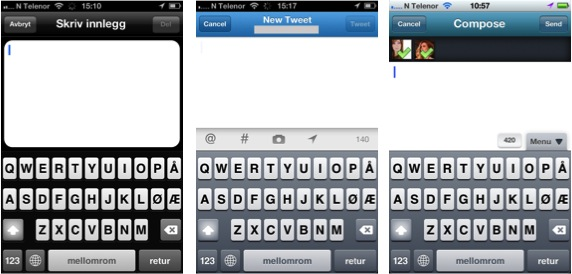 .... N Telenor 15:10
Avbryt Skriv innlegg Del
Q W E R T Y U I O P Å
A S D F G H J K L Ø Æ
Z X C V B N M
123 mellomrom retur
..... N Telenor 15:17
Cancel New Tweet Tweet
@ # 140
Q W E R T Y U I O P Å
A S D F G H J K L Ø Æ
Z X C V B N M
123 mellomrom retur
..... N Telenor 10:57
Cancel Compose Send
420 Menu ▼
Q W E R T Y U I O P Å
A S D F G H J K L Ø Æ
Z X C V B N M
123 mellomrom retur